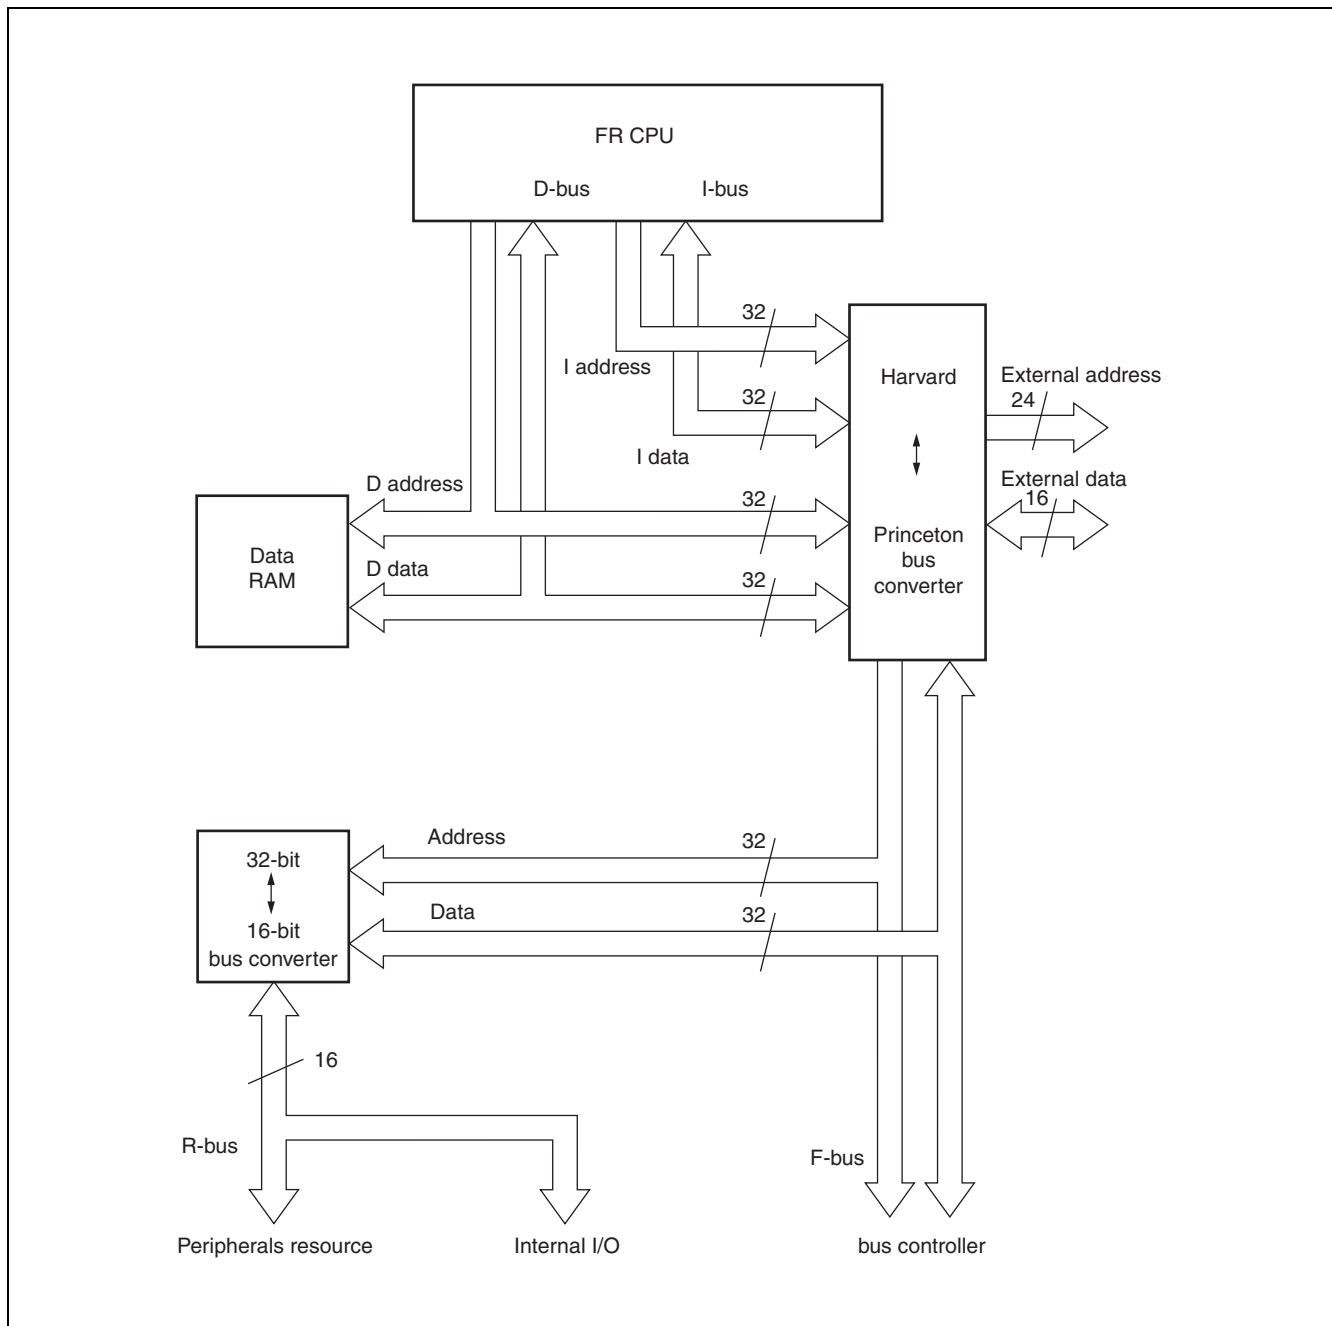 FR CPU
D-bus
I-bus
32
I address
32
I data
Harvard
Princeton
bus
converter
External address
24
External data
16
D address
32
D data
32
Data
RAM
Address
32
Data
32
32-bit
16-bit
bus converter
16
R-bus
F-bus
Peripherals resource
Internal I/O
bus controller